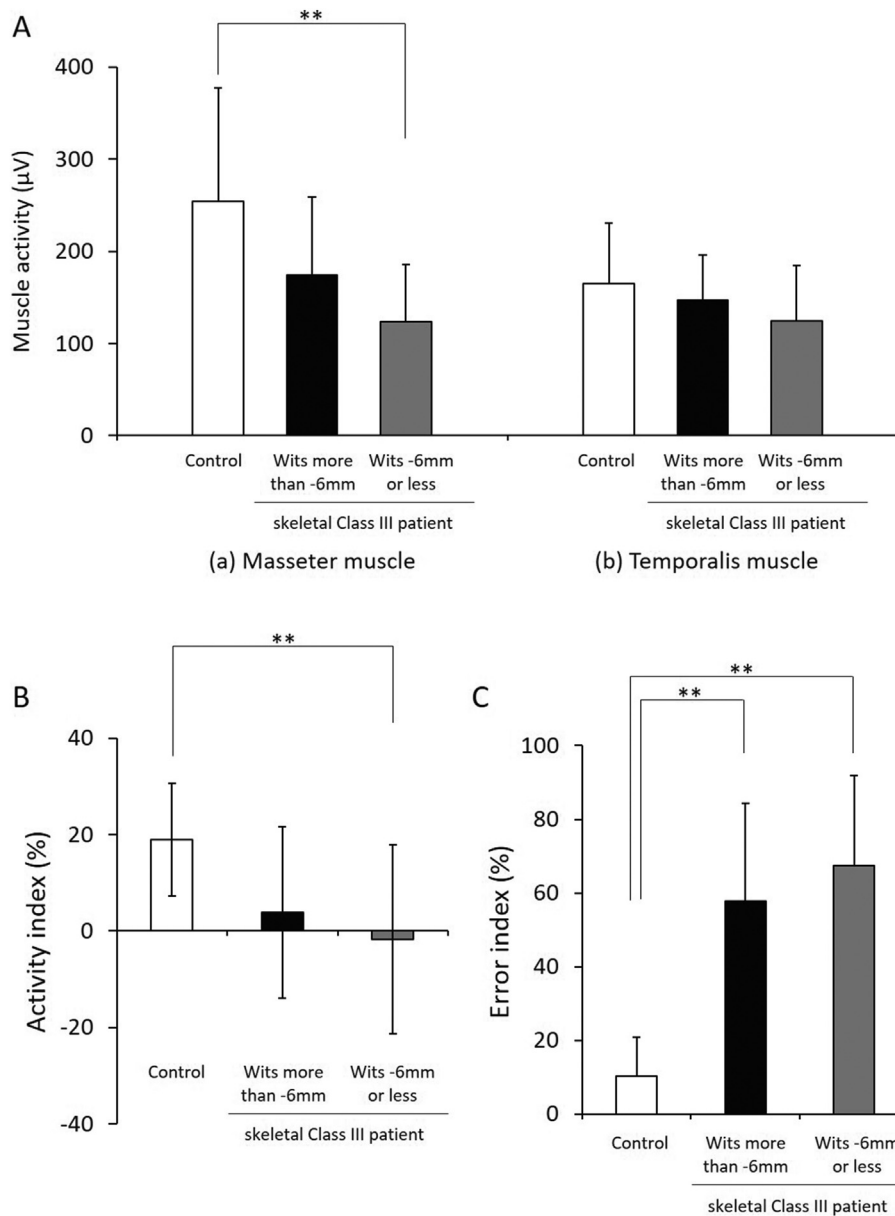 A
**
400
300
200
100
0
Muscle activity (μV)
Control
Wits more
than -6mm
Wits -6mm
or less
skeletal Class III patient
(a) Masseter muscle
Control
Wits more
than -6mm
Wits -6mm
or less
skeletal Class III patient
(b) Temporalis muscle
B
**
40
20
0
-20
-40
Activity index (%)
Control
Wits more
than -6mm
Wits -6mm
or less
skeletal Class III patient
C
**
**
100
80
60
40
20
0
Error index (%)
Control
Wits more
than -6mm
Wits -6mm
or less
skeletal Class III patient